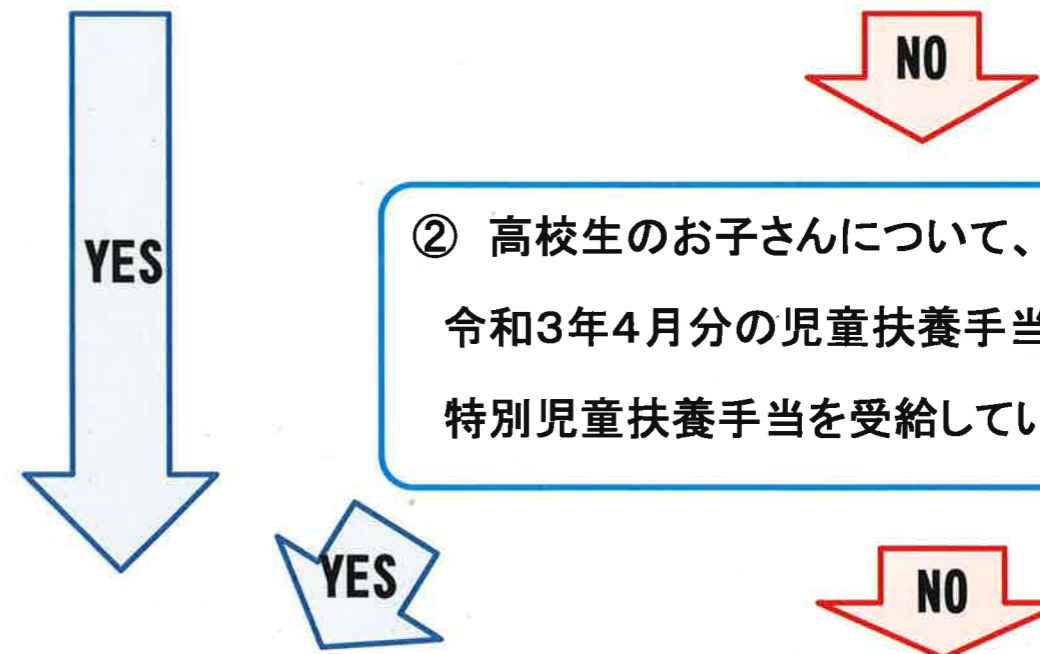 NO
YES
② 高校生のお子さんについて、
令和3年4月分の児童扶養手当
特別児童扶養手当を受給してい
YES
NO